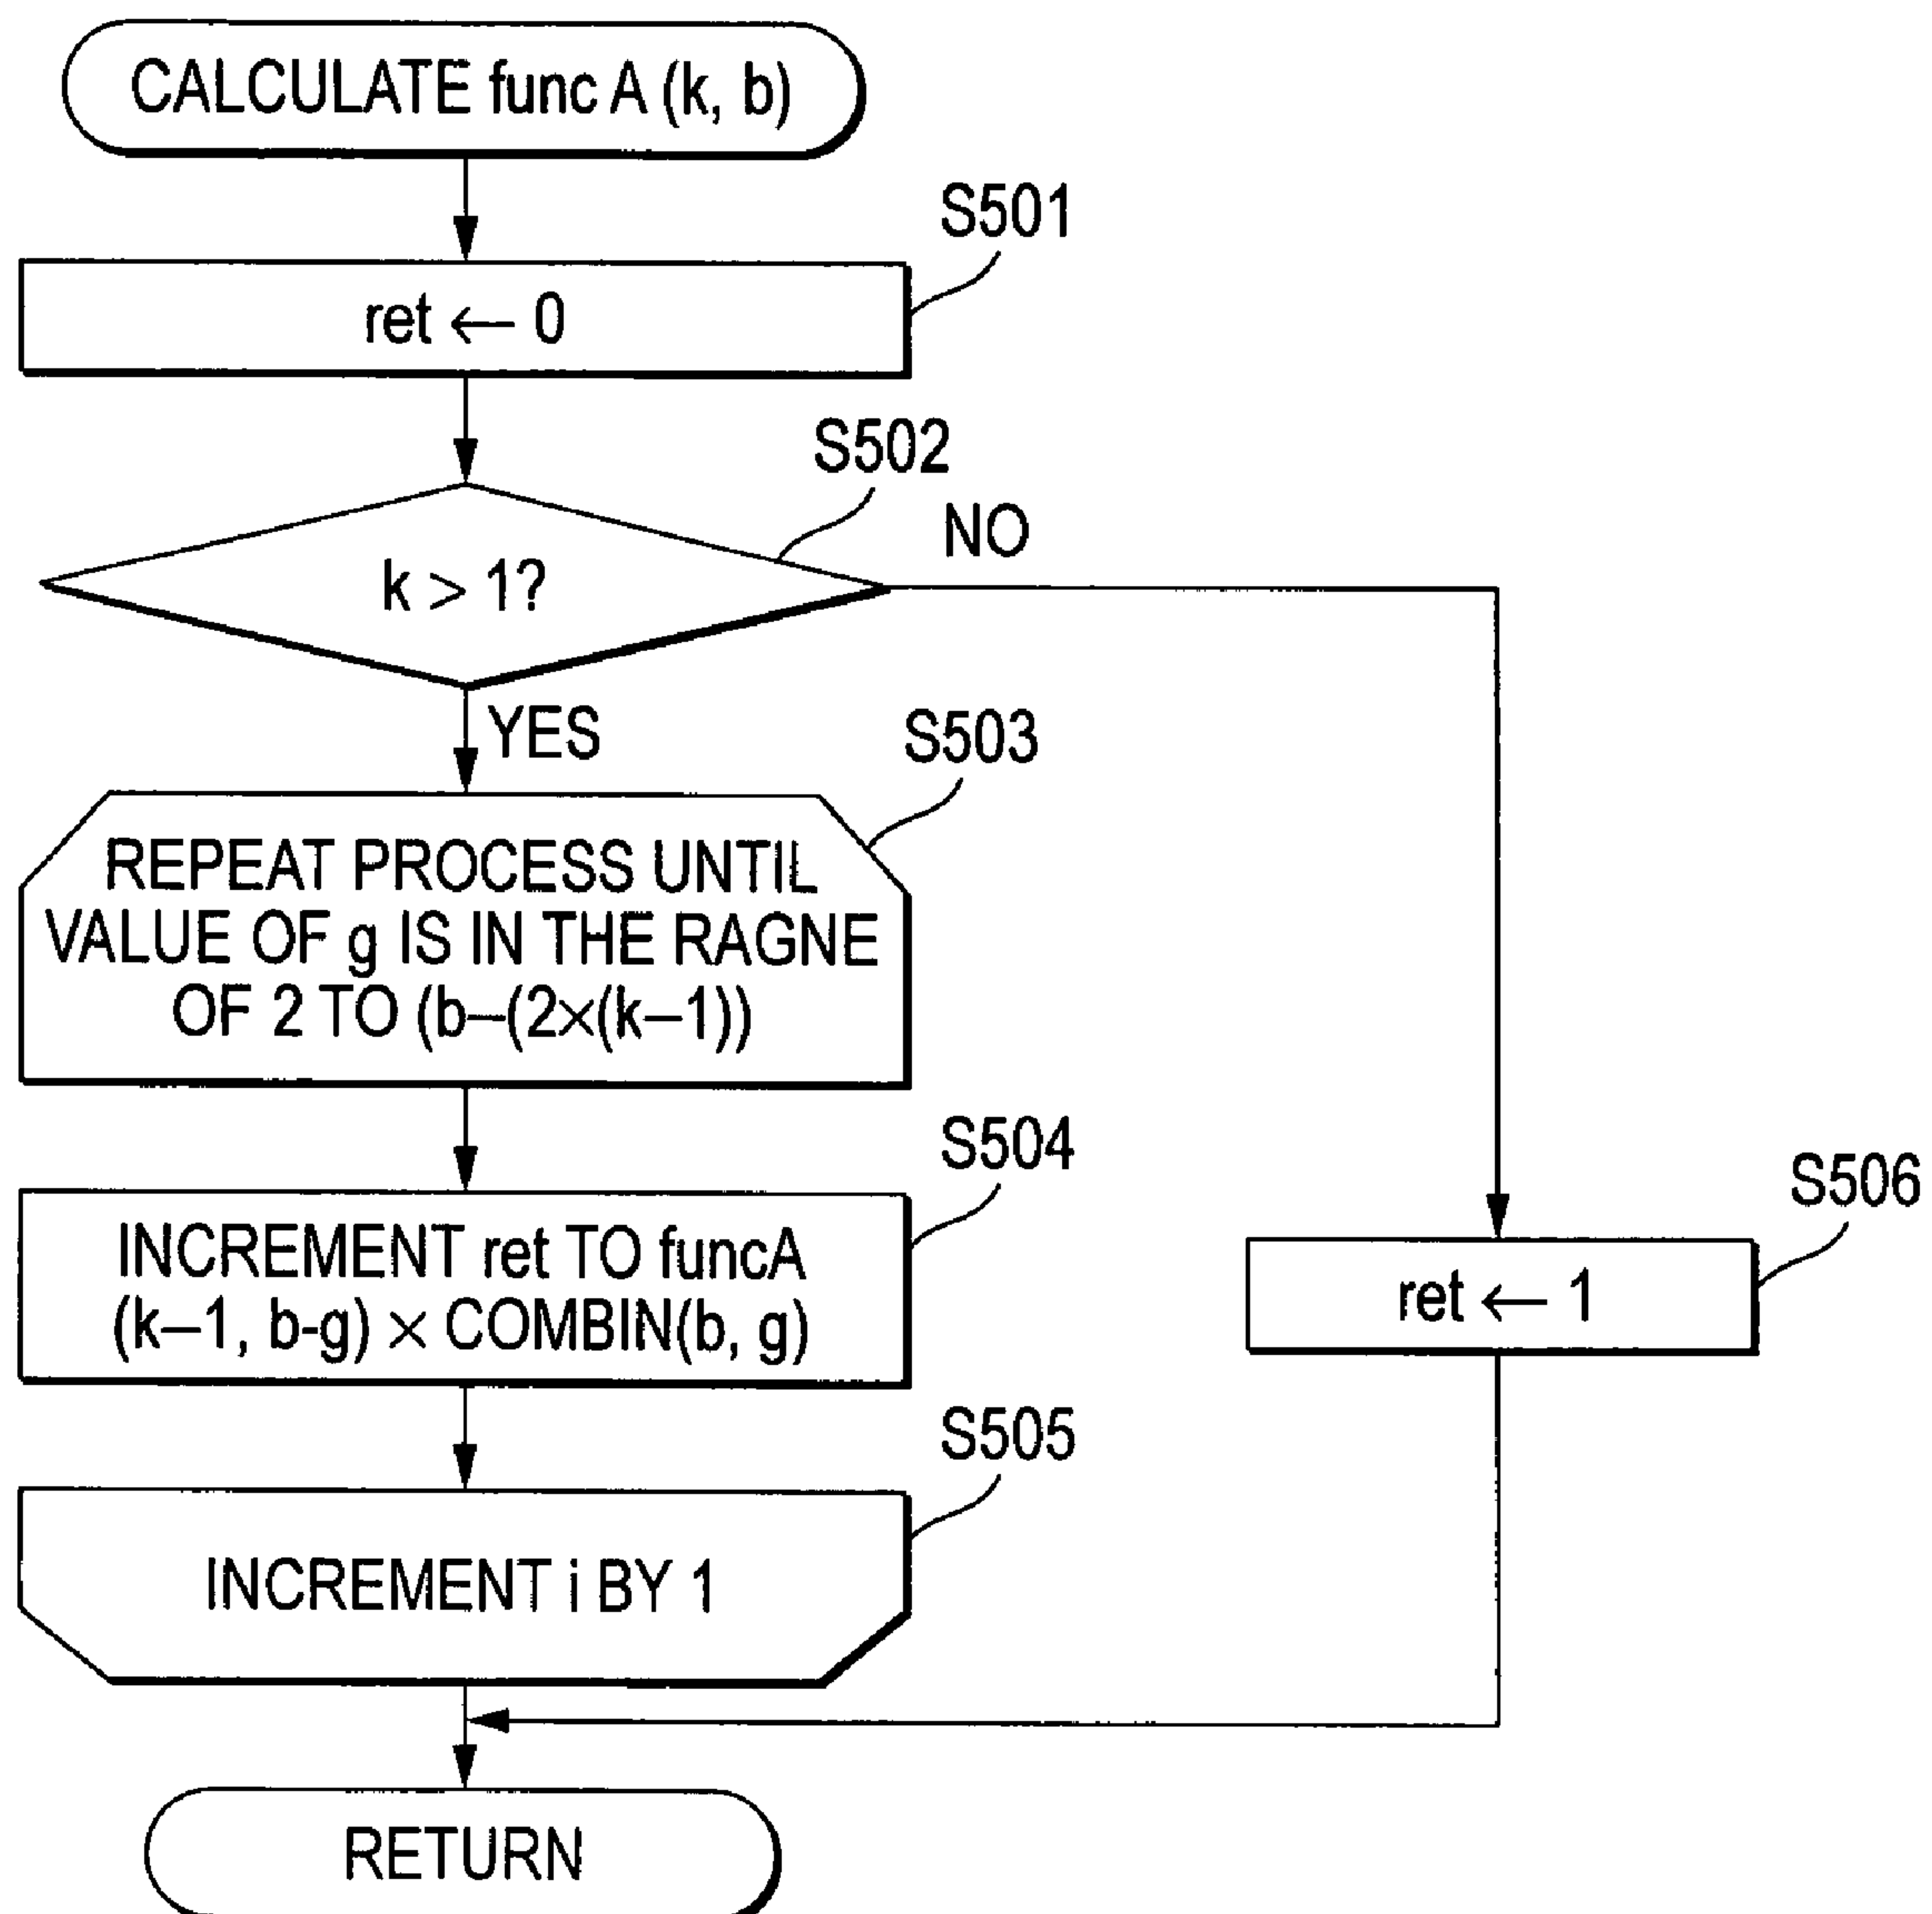 CALCULATE func A (k, b)
S501
ret ← 0
S502
k > 1?
NO
YES
S503
REPEAT PROCESS UNTIL
VALUE OF g IS IN THE RAGNE
OF 2 TO (b–(2×(k–1))
S504
INCREMENT ret TO funcA
(k–1, b-g) × COMBIN(b, g)
S506
ret ← 1
S505
INCREMENT i BY 1
RETURN